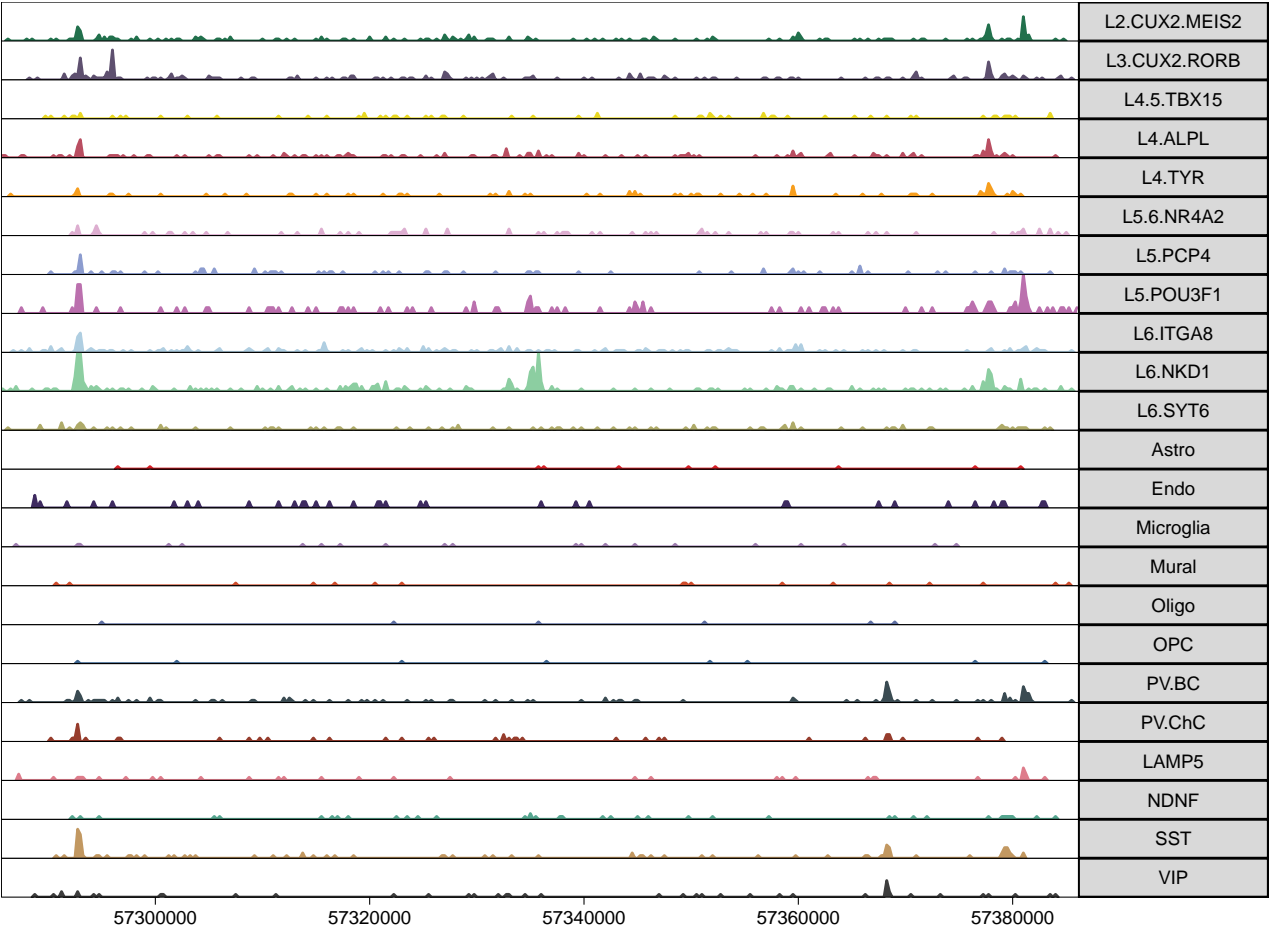 L2.CUX2.MEIS2
L3.CUX2.RORB
L4.5.TBX15
L4.ALPL
L4.TYR
L5.6.NR4A2
L5.PCP4
L5.POU3F1
L6.ITGA8
L6.NKD1
L6.SYT6
Astro
Endo
Microglia
Mural
Oligo
OPC
PV.BC
PV.ChC
LAMP5
NDNF
SST
VIP
57300000 57320000 57340000 57360000 57380000